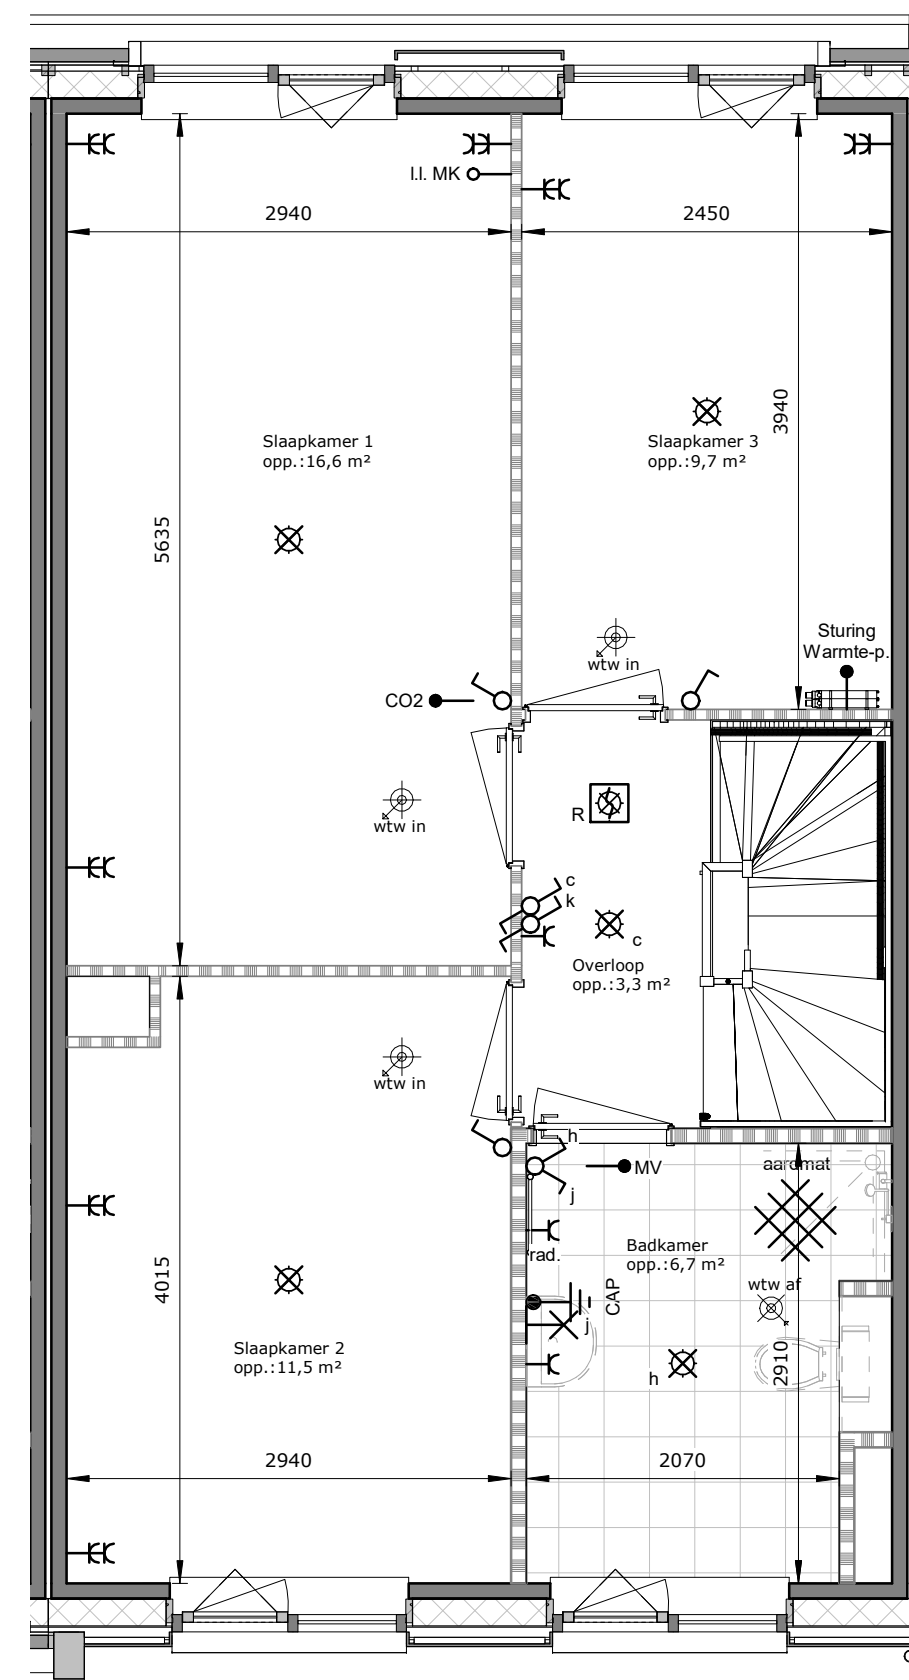 I.I. MK
2940
2450
3940
Slaapkamer 1
opp.:16,6 m²
Slaapkamer 3
opp.:9,7 m²
5635
Sturing
Warmte-p.
wtw in
CO2
wtw in
R
c
k
c
Overloop
opp.:3,3 m²
wtw in
h
MV
aardmat
j
Badkamer
opp.:6,7 m²
rad.
4015
CAP
wtw af
j
Slaapkamer 2
opp.:11,5 m²
h
2910
2940
2070